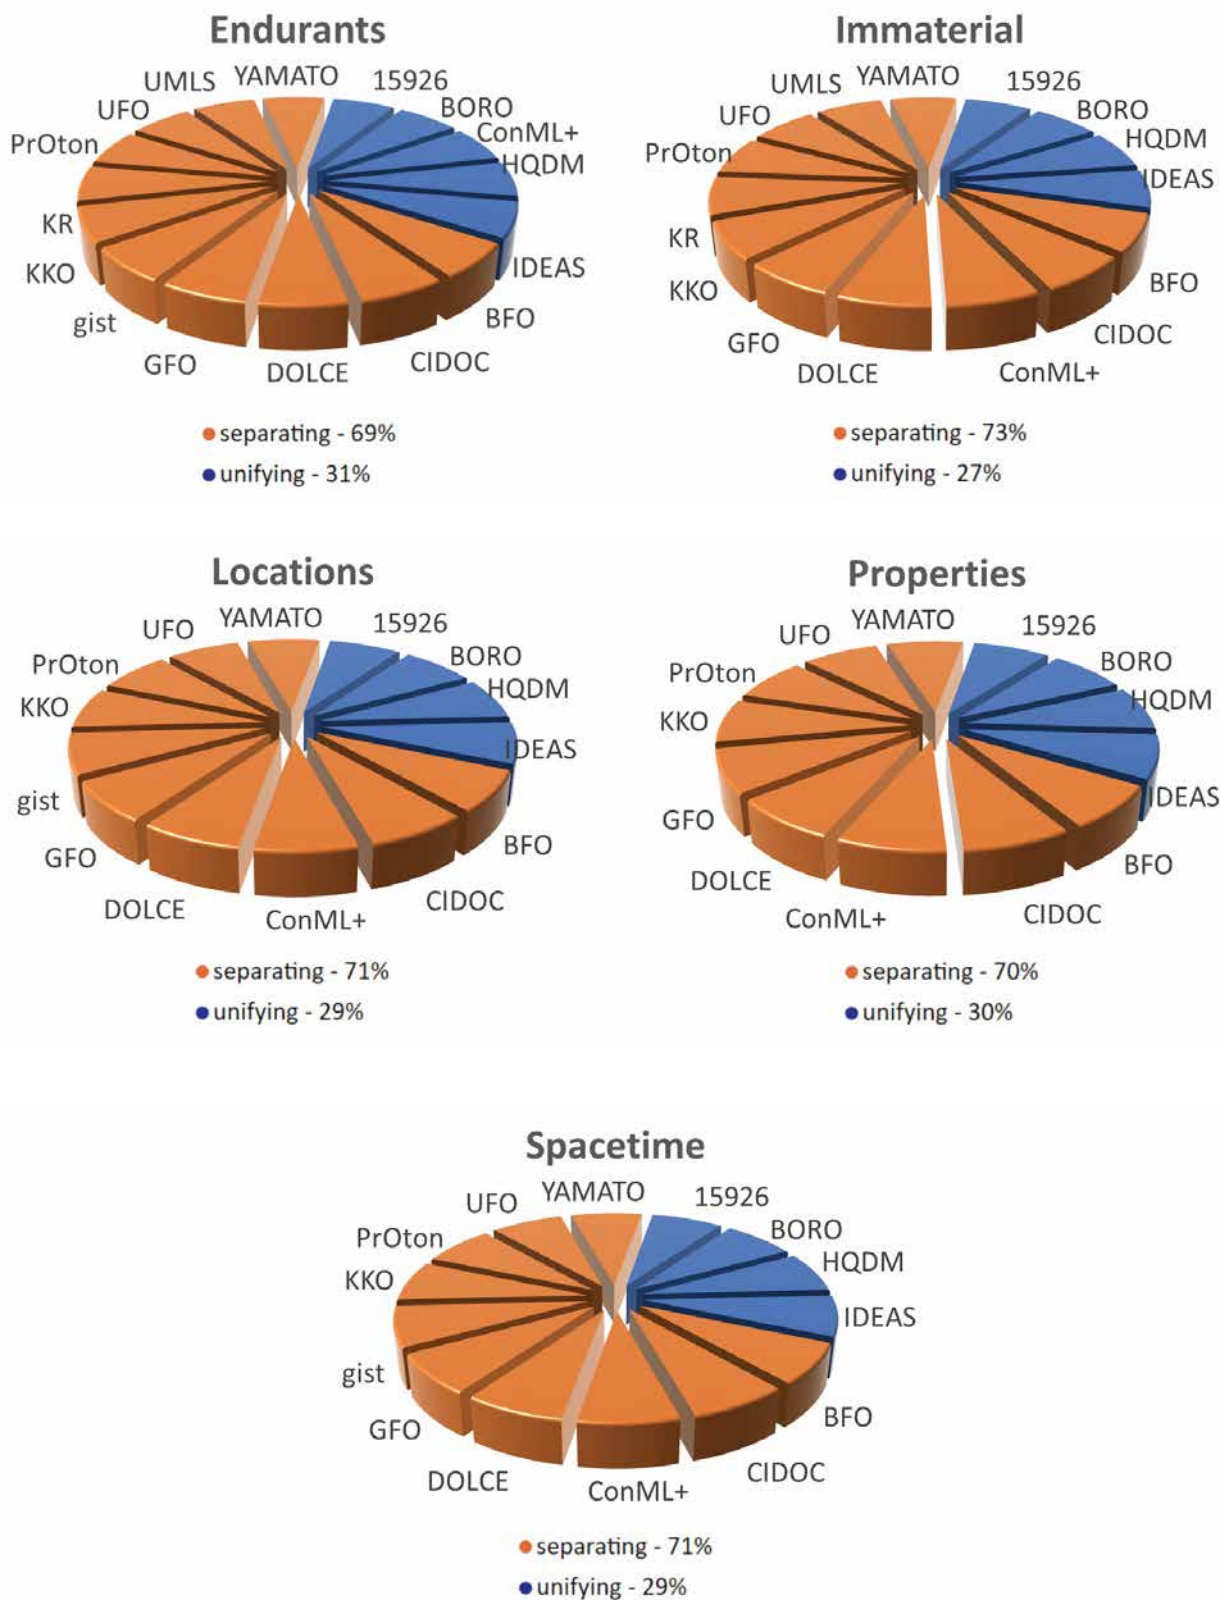 Endurants
YAMATO
15926
BORO
ConML+
HQDM
IDEAS
BFO
CIDOC
DOLCE
GFO
gist
KKO
KR
PrOton
UFO
UMLS
separating - 69%
unifying - 31%
Immaterial
YAMATO
15926
BORO
HQDM
IDEAS
BFO
CIDOC
ConML+
DOLCE
GFO
KKO
KR
PrOton
UFO
UMLS
separating - 73%
unifying - 27%
Locations
YAMATO
15926
BORO
HQDM
IDEAS
BFO
CIDOC
ConML+
DOLCE
GFO
gist
KKO
PrOton
UFO
separating - 71%
unifying - 29%
Properties
YAMATO
15926
BORO
HQDM
IDEAS
BFO
CIDOC
ConML+
DOLCE
GFO
KKO
PrOton
UFO
separating - 70%
unifying - 30%
Spacetime
YAMATO
15926
BORO
HQDM
IDEAS
BFO
CIDOC
ConML+
DOLCE
GFO
gist
KKO
PrOton
UFO
separating - 71%
unifying - 29%